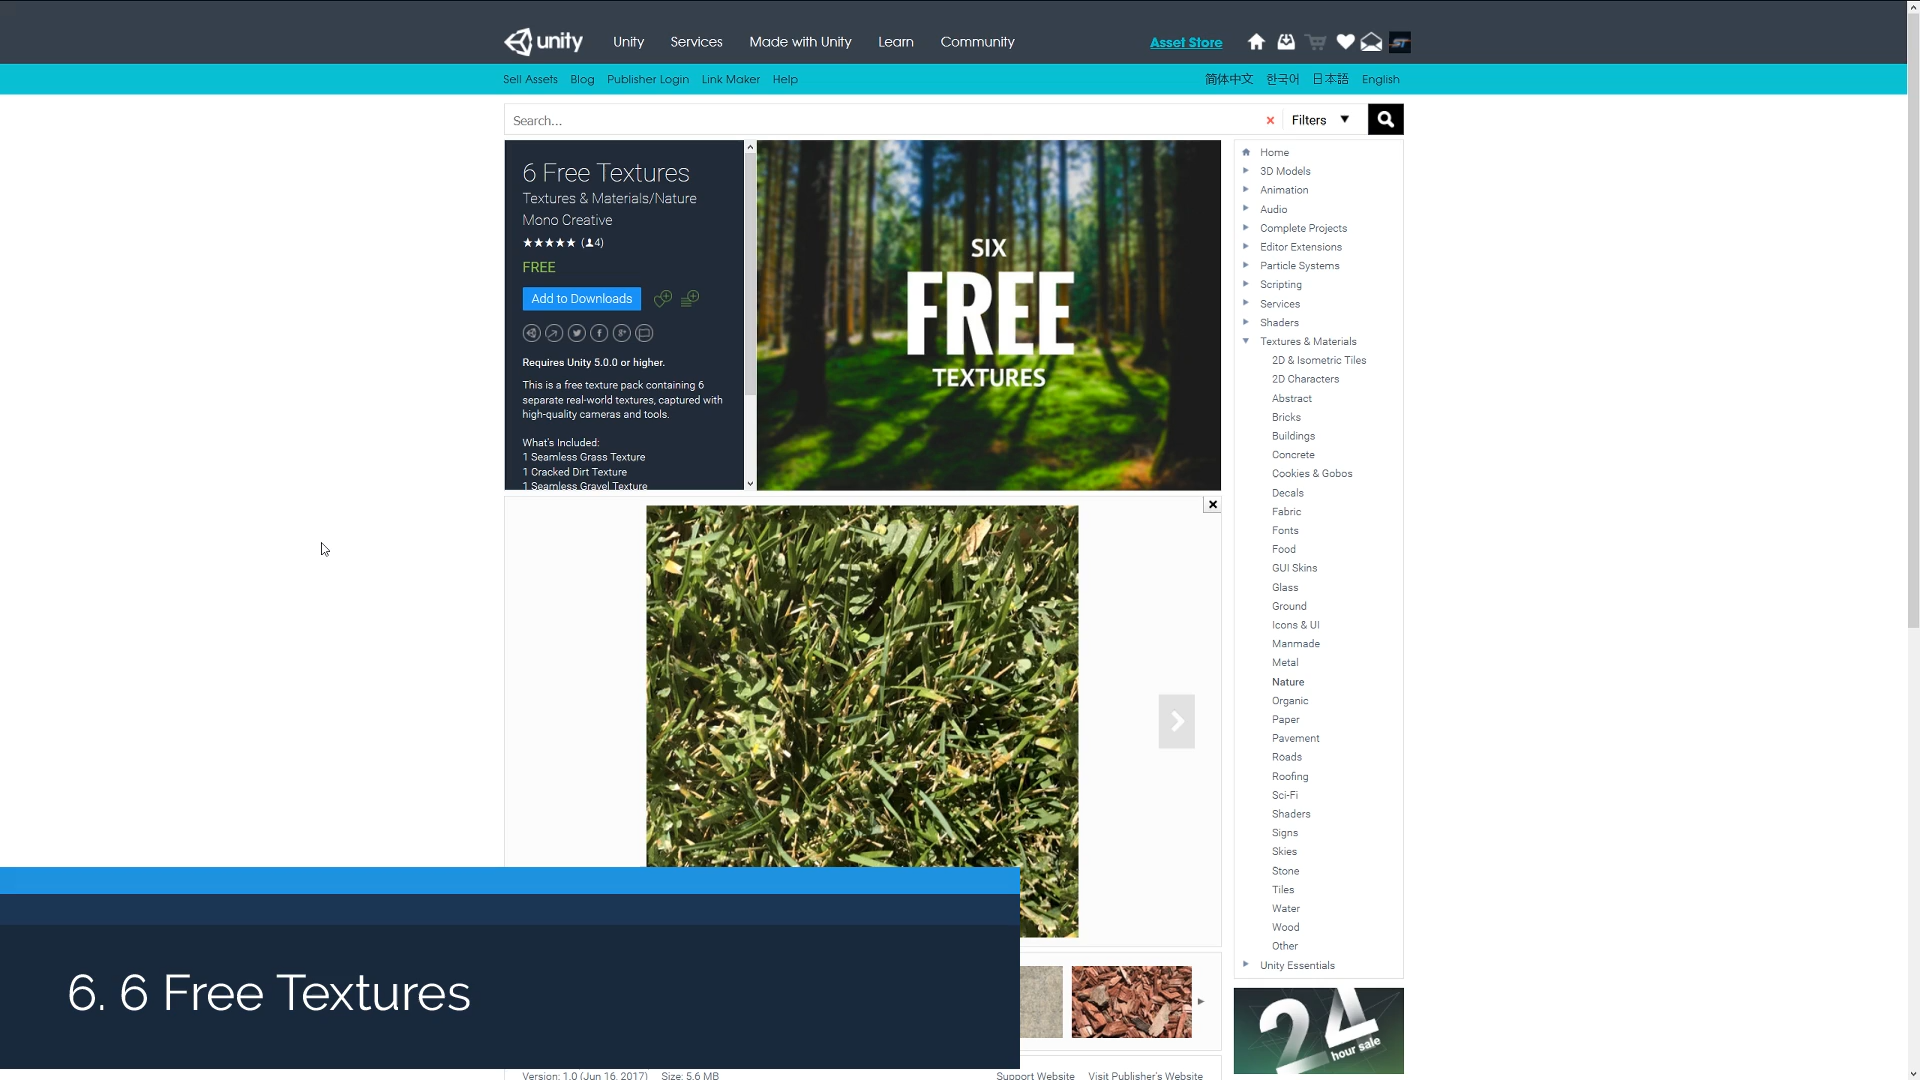 unity
Unity Services Made with Unity Learn Community
Asset Store
ST
Sell Assets Blog Publisher Login Link Maker Help
简体中文 한국어 日本語 English
Search...
Filters
6 Free Textures
Textures & Materials/Nature
Mono Creative
★★★★★ (4)
FREE
Add to Downloads
Requires Unity 5.0.0 or higher.
This is a free texture pack containing 6
separate real-world textures, captured with
high-quality cameras and tools.
What's Included:
1 Seamless Grass Texture
1 Cracked Dirt Texture
1 Seamless Gravel Texture
SIX
FREE
TEXTURES
Home
3D Models
Animation
Audio
Complete Projects
Editor Extensions
Particle Systems
Scripting
Services
Shaders
Textures & Materials
2D & Isometric Tiles
2D Characters
Abstract
Bricks
Buildings
Concrete
Cookies & Gobos
Decals
Fabric
Fonts
Food
GUI Skins
Glass
Ground
Icons & UI
Manmade
Metal
Nature
Organic
Paper
Pavement
Roads
Roofing
Sci-Fi
Shaders
Signs
Skies
Stone
Tiles
Water
Wood
Other
Unity Essentials
24
hour sale
6. 6 Free Textures
Version: 1.0 (Jun 16, 2017) Size: 5.6 MB
Support Website Visit Publisher's Website